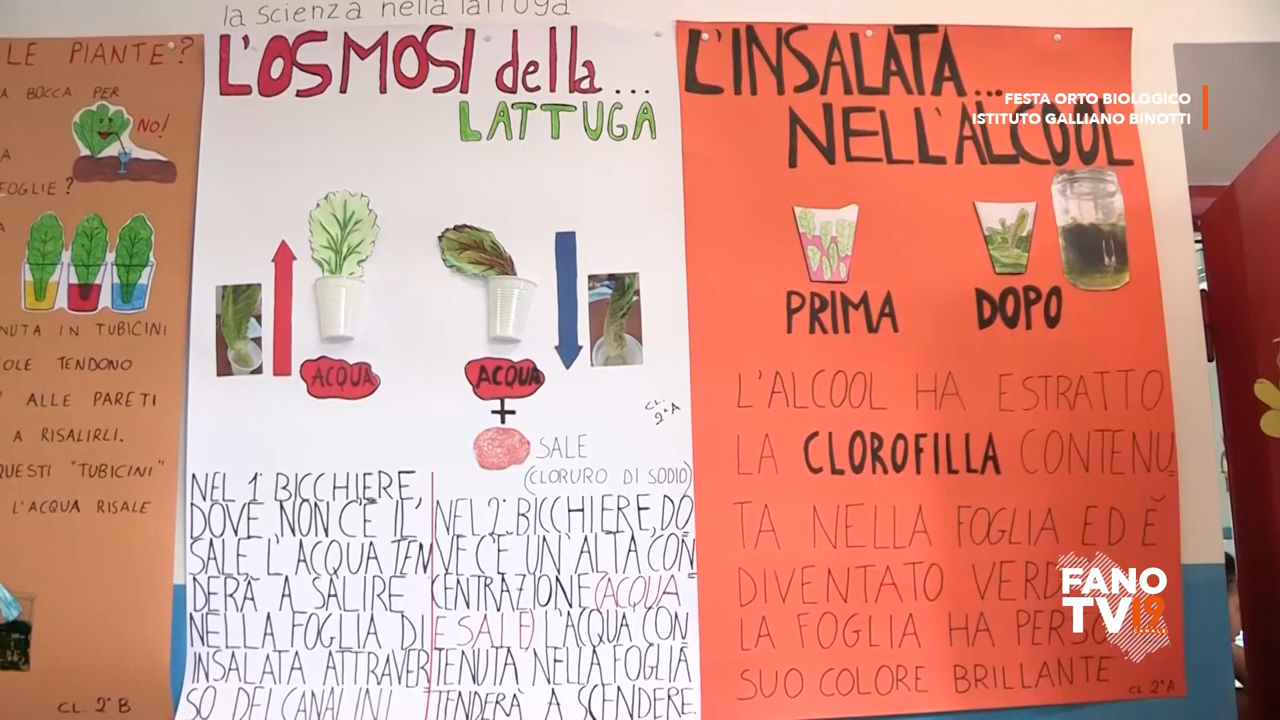 la scienza nella lattuga
LE PIANTE?
A BOCCA PER
NO!
A
FOGLIE?
A
NUTA IN TUBICINI
OLE TENDONO
ALLE PARETI
A RISALIRLI.
QUESTI "TUBICINI"
L'ACQUA RISALE
CL. 2°B
L'OSMOSI della...
LATTUGA
ACQUA
ACQUA
+
SALE
(CLORURO DI SODIO)
CL. 2°A
NEL 1° BICCHIERE,
DOVE NON C'È IL
SALE L'ACQUA TEN
DERÀ A SALIRE
NELLA FOGLIA DI
INSALATA ATTRAVER
SO DEI CANALINI
NEL 2° BICCHIERE, DO
VE C'È UN'ALTA CON
CENTRAZIONE (ACQUA
E SALE) L'ACQUA CON
TENUTA NELLA FOGLIA
TENDERÀ A SCENDERE.
L'INSALATA...
NELL'ALCOOL
PRIMA
DOPO
L'ALCOOL HA ESTRATTO
LA CLOROFILLA CONTENU
TA NELLA FOGLIA ED È
DIVENTATO VERD
LA FOGLIA HA PERSO
SUO COLORE BRILLANTE
CL 2°A
FESTA ORTO BIOLOGICO
ISTITUTO GALLIANO BINOTTI
FANO
TV 19
CANALE